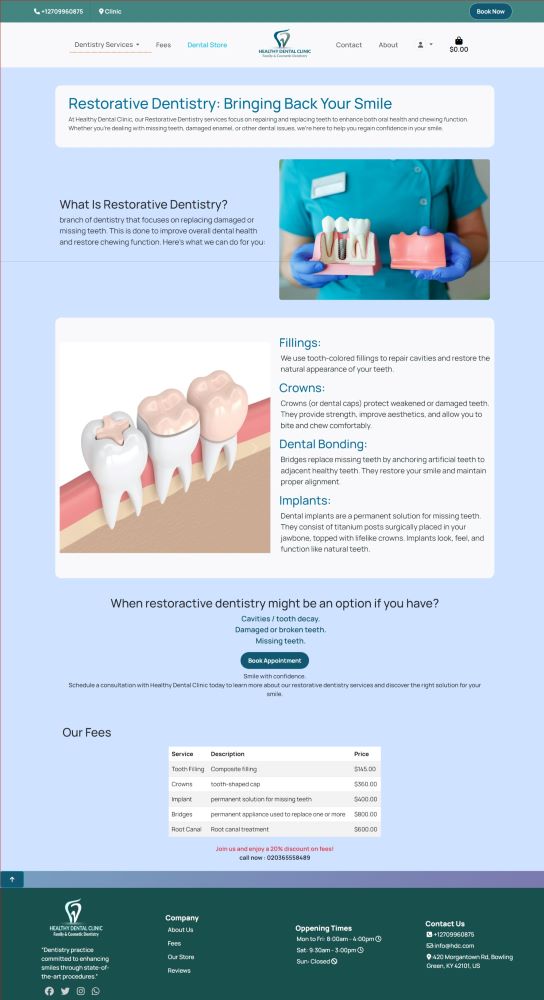 +12709960875 Clinic Book Now
Dentistry Services Fees Dental Store HEALTHY DENTAL CLINIC Contact About $0.00
Family & Cosmetic Dentistry
Restorative Dentistry: Bringing Back Your Smile
At Healthy Dental Clinic, our Restorative Dentistry services focus on repairing and replacing teeth to enhance both oral health and chewing function.
Whether you're dealing with missing teeth, damaged enamel, or other dental issues, we're here to help you regain confidence in your smile.
What Is Restorative Dentistry?
branch of dentistry that focuses on replacing damaged or
missing teeth. This is done to improve overall dental health
and restore chewing function. Here's what we can do for you:
Fillings:
We use tooth-colored fillings to repair cavities and restore the
natural appearance of your teeth.
Crowns:
Crowns (or dental caps) protect weakened or damaged teeth.
They provide strength, improve aesthetics, and allow you to
bite and chew comfortably.
Dental Bonding:
Bridges replace missing teeth by anchoring artificial teeth to
adjacent healthy teeth. They restore your smile and maintain
proper alignment.
Implants:
Dental implants are a permanent solution for missing teeth.
They consist of titanium posts surgically placed in your
jawbone, topped with lifelike crowns. Implants look, feel, and
function like natural teeth.
When restoractive dentistry might be an option if you have?
Cavities / tooth decay.
Damaged or broken teeth.
Missing teeth.
Book Appointment
Smile with confidence.
Schedule a consultation with Healthy Dental Clinic today to learn more about our restorative dentistry services and discover the right solution for your
smile.
Our Fees
Service Description Price
Tooth Filling Composite filling $145.00
Crowns tooth-shaped cap $360.00
Implant permanent solution for missing teeth $400.00
Bridges permanent appliance used to replace one or more $800.00
Root Canal Root canal treatment $600.00
Join us and enjoy a 20% discount on fees!
call now : 020365558489
HEALTHY DENTAL CLINIC
Family & Cosmetic Dentistry
"Dentistry practice
committed to enhancing
smiles through state-of-
the-art procedures."
Company
About Us
Fees
Our Store
Reviews
Oppening Times
Mon to Fri: 8:00am - 4:00pm
Sat: 9:30am - 3:00pm
Sun: Closed
Contact Us
+12709960875
info@hdc.com
420 Morgantown Rd, Bowling
Green, KY 42101, US